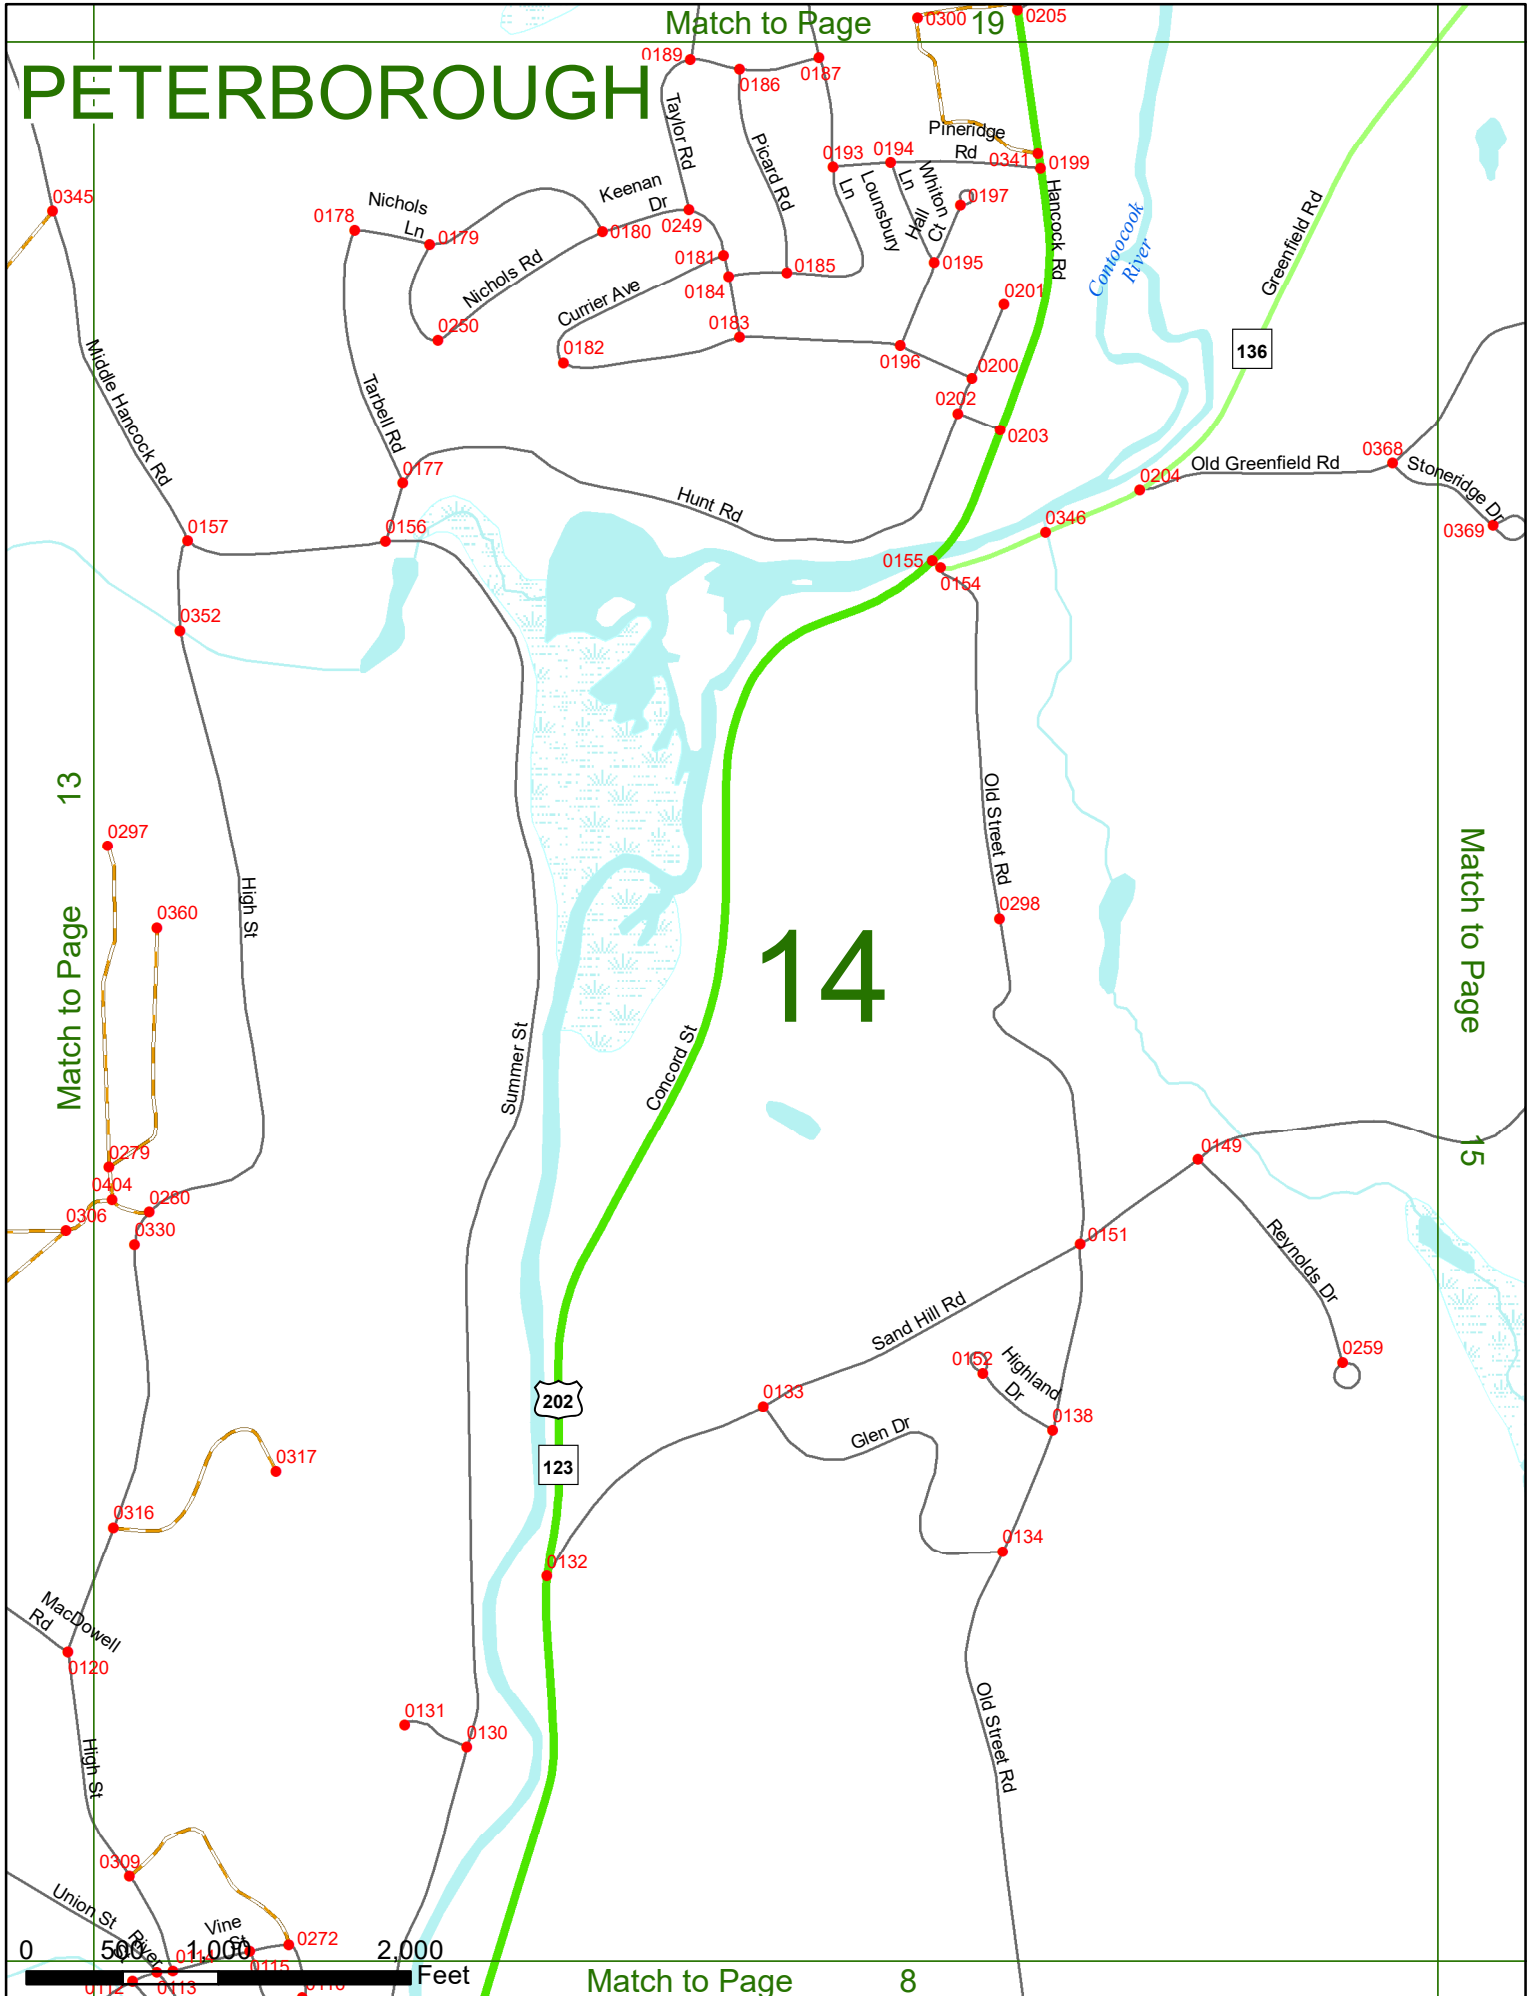 Match to Page 19
PETERBOROUGH
0300
0205
0189
0186
0187
Taylor Rd
Picard Rd
Pineridge
Rd
0341
0199
0193
0194
Ln
Lounsbury
Hall
Ln
Whiton
Ct
0197
Hancock Rd
0345
0178
Nichols
Ln
0179
Keenan
Dr
0180
0249
0181
0184
0185
0195
Contoocook
River
Greenfield Rd
Nichols Rd
Currier Ave
0201
0250
0182
0183
0196
136
Middle Hancock Rd
Tarbell Rd
0200
0202
0203
0177
Hunt Rd
0204
Old Greenfield Rd
0368
Stoneridge Dr
0369
0157
0156
0346
0155
0154
0352
13
Match to Page
Old Street Rd
Match to Page
15
0297
0360
High St
0298
14
Summer St
Concord St
0279
0404
0280
0306
0330
0149
0151
Reynolds Dr
Sand Hill Rd
0152
Highland
Dr
0259
202
0133
Glen Dr
0138
123
0317
0316
0134
0132
MacDowell
Rd
0120
0131
0130
High St
Old Street Rd
0309
Union St
River
St
Vine
St
0272
0114
0115
0112
0113
0116
0 500 1,000 2,000
Feet
Match to Page 8